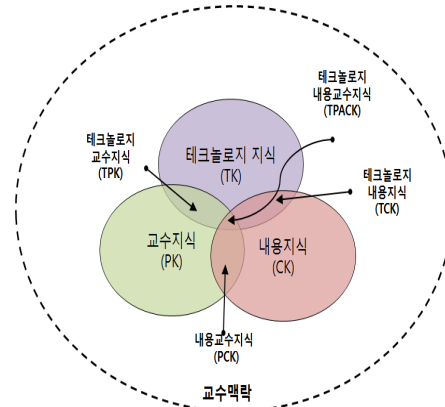 테크놀로지
내용교수지식
(TPACK)
테크놀로지
교수지식
(TPK)
테크놀로지 지식
(TK)
테크놀로지
내용지식
(TCK)
교수지식
(PK)
내용지식
(CK)
내용교수지식
(PCK)
교수맥락